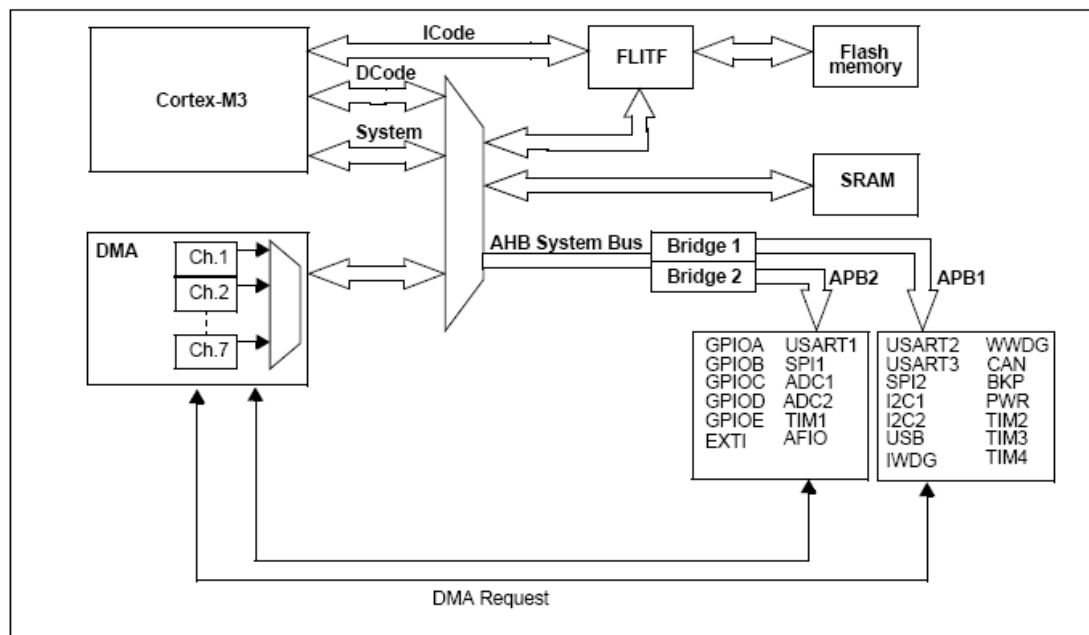 ICode
FLITF
Flash
memory
DCode
Cortex-M3
System
SRAM
DMA
Ch.1
Ch.2
Ch.7
AHB System Bus
Bridge 1
Bridge 2
APB2
APB1
GPIOA USART1
GPIOB SPI1
GPIOC ADC1
GPIOD ADC2
GPIOE TIM1
EXTI AFIO
USART2 WWDG
USART3 CAN
SPI2 BKP
I2C1 PWR
I2C2 TIM2
USB TIM3
IWDG TIM4
DMA Request